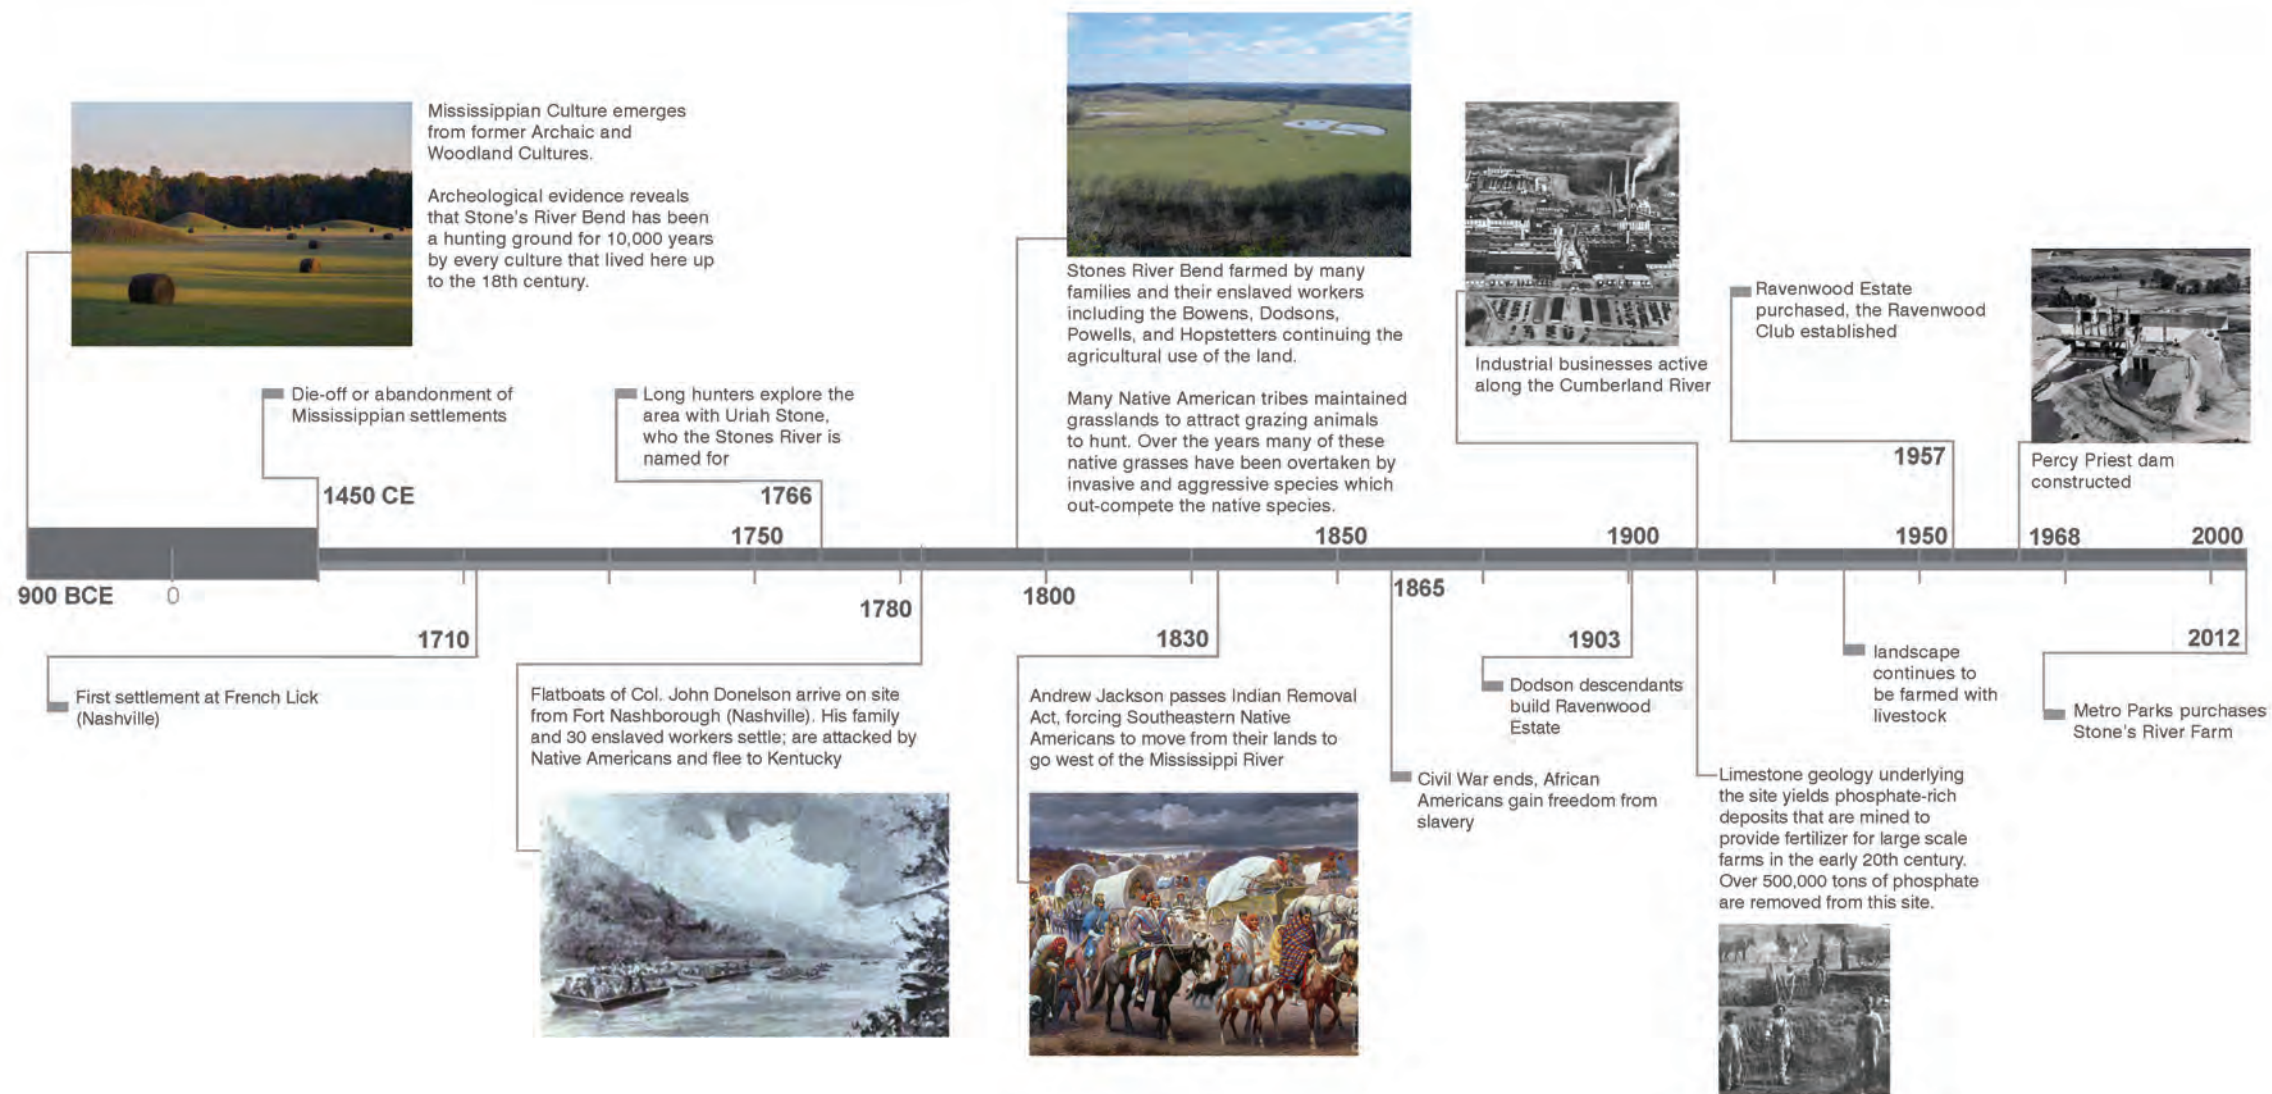 Mississippian Culture emerges
from former Archaic and
Woodland Cultures.
Archeological evidence reveals
that Stone's River Bend has been
a hunting ground for 10,000 years
by every culture that lived here up
to the 18th century.
Die-off or abandonment of
Mississippian settlements
1450 CE
Long hunters explore the
area with Uriah Stone,
who the Stones River is
named for
1766
Stones River Bend farmed by many
families and their enslaved workers
including the Bowens, Dodsons,
Powells, and Hopstetters continuing the
agricultural use of the land.
Many Native American tribes maintained
grasslands to attract grazing animals
to hunt. Over the years many of these
native grasses have been overtaken by
invasive and aggressive species which
out-compete the native species.
Industrial businesses active
along the Cumberland River
Ravenwood Estate
purchased, the Ravenwood
Club established
1957
Percy Priest dam
constructed
1750
1850
1900
1950
1968
2000
900 BCE
0
1780
1800
1865
1710
1830
1903
2012
First settlement at French Lick
(Nashville)
Flatboats of Col. John Donelson arrive on site
from Fort Nashborough (Nashville). His family
and 30 enslaved workers settle; are attacked by
Native Americans and flee to Kentucky
Andrew Jackson passes Indian Removal
Act, forcing Southeastern Native
Americans to move from their lands to
go west of the Mississippi River
Civil War ends, African
Americans gain freedom from
slavery
Dodson descendants
build Ravenwood
Estate
landscape
continues to
be farmed with
livestock
Limestone geology underlying
the site yields phosphate-rich
deposits that are mined to
provide fertilizer for large scale
farms in the early 20th century.
Over 500,000 tons of phosphate
are removed from this site.
Metro Parks purchases
Stone's River Farm